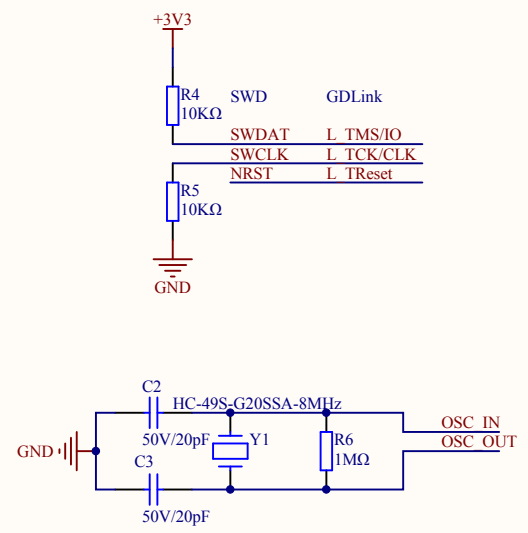 +3V3
R4
10KΩ
SWD GDLink
SWDAT L_TMS/IO
SWCLK L_TCK/CLK
NRST L_TReset
R5
10KΩ
GND
C2
HC-49S-G20SSA-8MHz
50V/20pF
Y1
R6
1MΩ
OSC_IN
OSC_OUT
GND
C3
50V/20pF